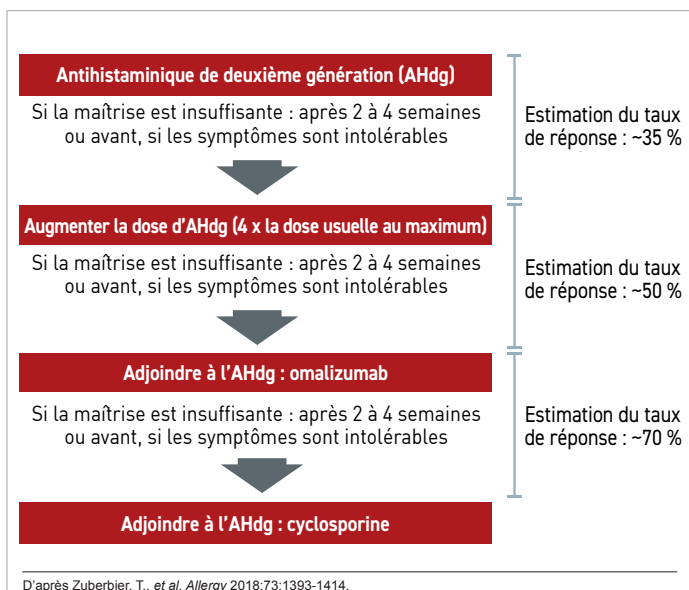 Antihistaminique de deuxième génération (AHdg)
Si la maîtrise est insuffisante : après 2 à 4 semaines
ou avant, si les symptômes sont intolérables
Estimation du taux
de réponse : ~35 %
Augmenter la dose d'AHdg (4 x la dose usuelle au maximum)
Si la maîtrise est insuffisante : après 2 à 4 semaines
ou avant, si les symptômes sont intolérables
Estimation du taux
de réponse : ~50 %
Adjoindre à l'AHdg : omalizumab
Si la maîtrise est insuffisante : après 2 à 4 semaines
ou avant, si les symptômes sont intolérables
Estimation du taux
de réponse : ~70 %
Adjoindre à l'AHdg : cyclosporine
D'après Zuberbier, T., et al. Allergy 2018;73:1393-1414.